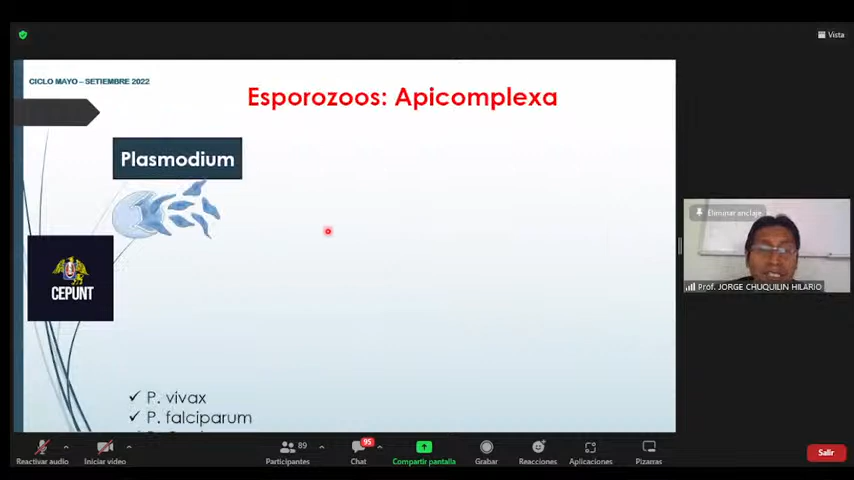 Vista
CICLO MAYO – SETIEMBRE 2022
Esporozoos: Apicomplexa
Plasmodium
CEPUNT
✓ P. vivax
✓ P. falciparum
Eliminar anclaje
Prof. JORGE CHUQUILIN HILARIO
89
95
Reactivar audio
Iniciar video
Participantes
Chat
Compartir pantalla
Grabar
Reacciones
Aplicaciones
Pizarras
Salir